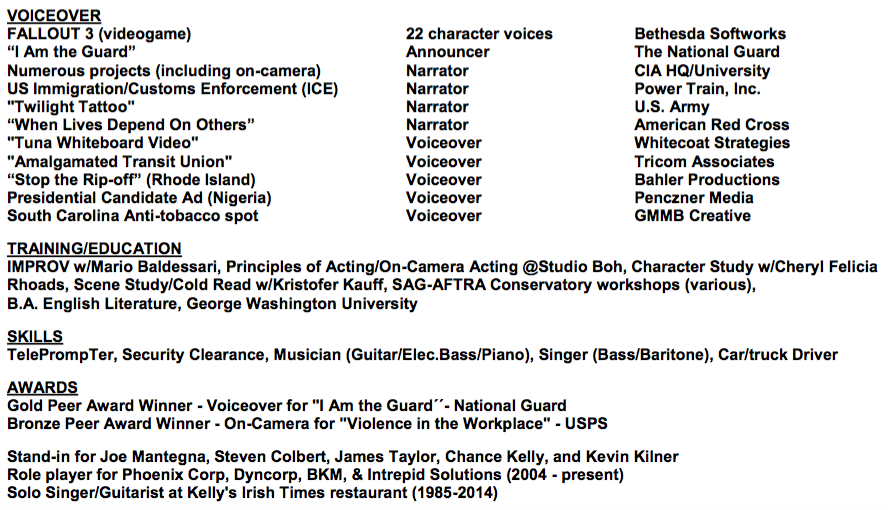 VOICEOVER
FALLOUT 3 (videogame) 22 character voices Bethesda Softworks
“I Am the Guard” Announcer The National Guard
Numerous projects (including on-camera) Narrator CIA HQ/University
US Immigration/Customs Enforcement (ICE) Narrator Power Train, Inc.
"Twilight Tattoo" Narrator U.S. Army
“When Lives Depend On Others” Narrator American Red Cross
"Tuna Whiteboard Video" Voiceover Whitecoat Strategies
"Amalgamated Transit Union" Voiceover Tricom Associates
“Stop the Rip-off” (Rhode Island) Voiceover Bahler Productions
Presidential Candidate Ad (Nigeria) Voiceover Penczner Media
South Carolina Anti-tobacco spot Voiceover GMMB Creative
TRAINING/EDUCATION
IMPROV w/Mario Baldessari, Principles of Acting/On-Camera Acting @Studio Boh, Character Study w/Cheryl Felicia
Rhoads, Scene Study/Cold Read w/Kristofer Kauff, SAG-AFTRA Conservatory workshops (various),
B.A. English Literature, George Washington University
SKILLS
TelePrompTer, Security Clearance, Musician (Guitar/Elec.Bass/Piano), Singer (Bass/Baritone), Car/truck Driver
AWARDS
Gold Peer Award Winner - Voiceover for "I Am the Guard´´- National Guard
Bronze Peer Award Winner - On-Camera for "Violence in the Workplace" - USPS
Stand-in for Joe Mantegna, Steven Colbert, James Taylor, Chance Kelly, and Kevin Kilner
Role player for Phoenix Corp, Dyncorp, BKM, & Intrepid Solutions (2004 - present)
Solo Singer/Guitarist at Kelly's Irish Times restaurant (1985-2014)